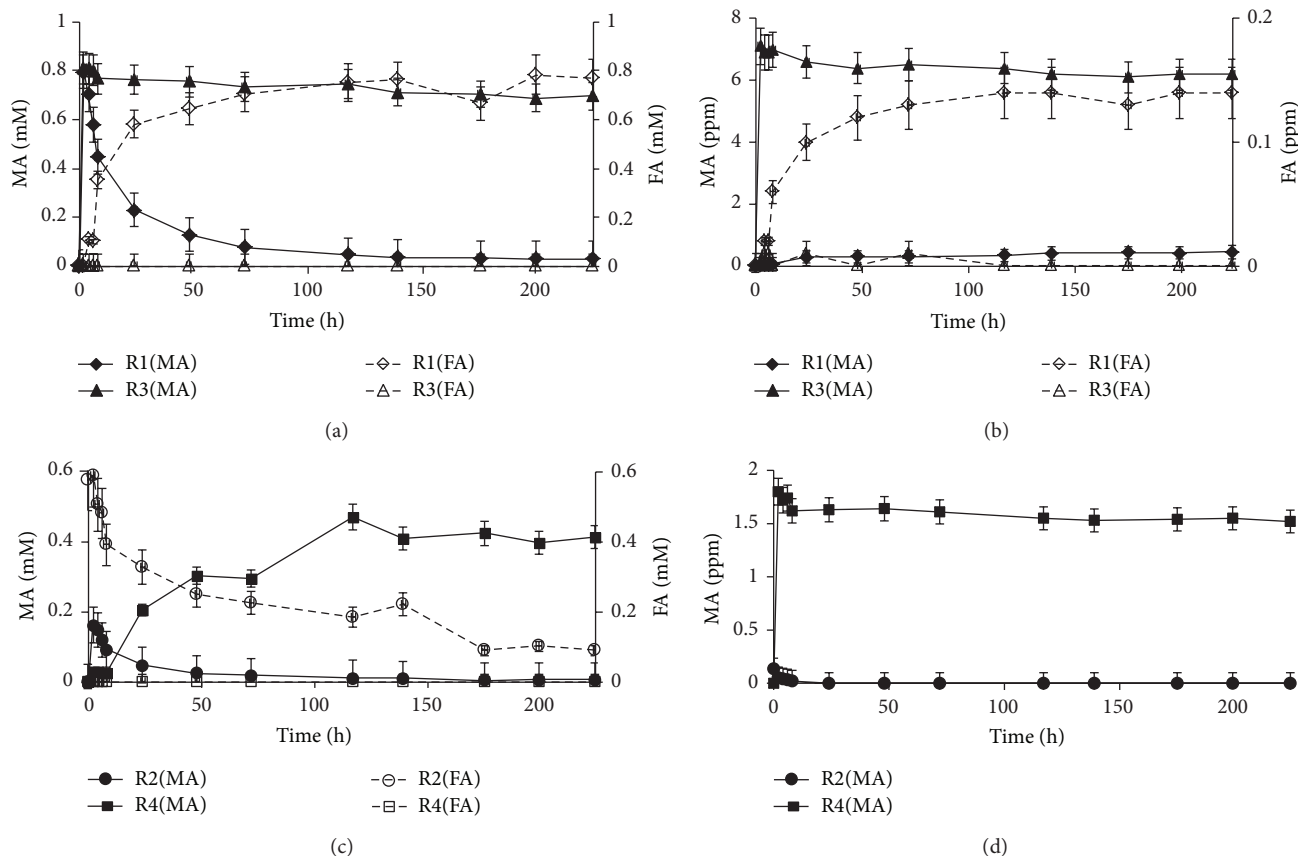 1
0.8
0.6
0.4
0.2
0
MA (mM)
1
0.8
0.6
0.4
0.2
0
FA (mM)
0 50 100 150 200
Time (h)
R1(MA) R1(FA)
R3(MA) R3(FA)
(a)
8
6
4
2
0
MA (ppm)
0.2
0.1
0
FA (ppm)
0 50 100 150 200
Time (h)
R1(MA) R1(FA)
R3(MA) R3(FA)
(b)
0.6
0.4
0.2
0
MA (mM)
0.6
0.4
0.2
0
FA (mM)
0 50 100 150 200
Time (h)
R2(MA) R2(FA)
R4(MA) R4(FA)
(c)
2
1.5
1
0.5
0
MA (ppm)
0 50 100 150 200
Time (h)
R2(MA)
R4(MA)
(d)